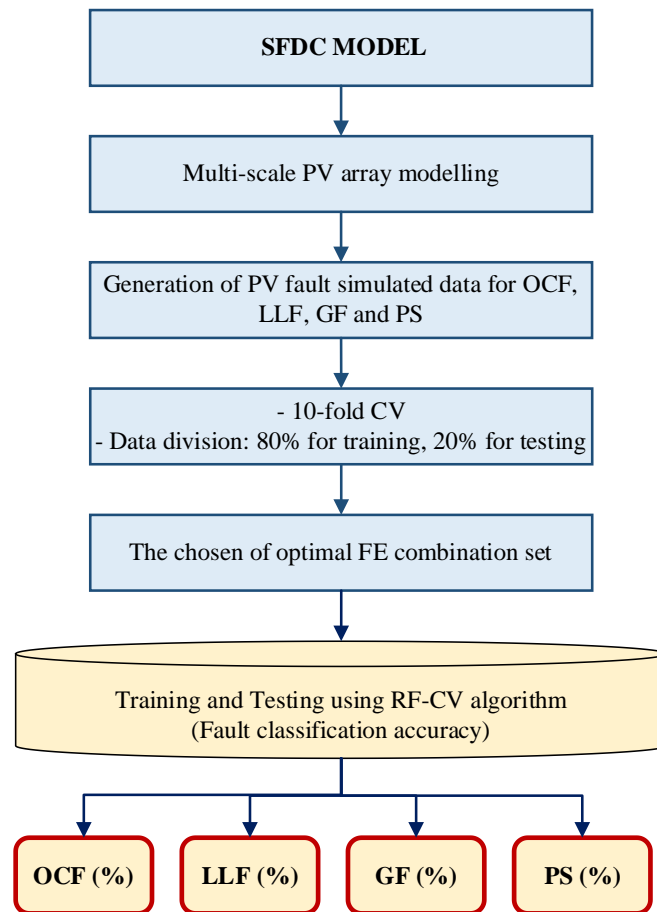 SFDC MODEL
Multi-scale PV array modelling
Generation of PV fault simulated data for OCF,
LLF, GF and PS
- 10-fold CV
- Data division: 80% for training, 20% for testing
The chosen of optimal FE combination set
Training and Testing using RF-CV algorithm
(Fault classification accuracy)
OCF (%)
LLF (%)
GF (%)
PS (%)